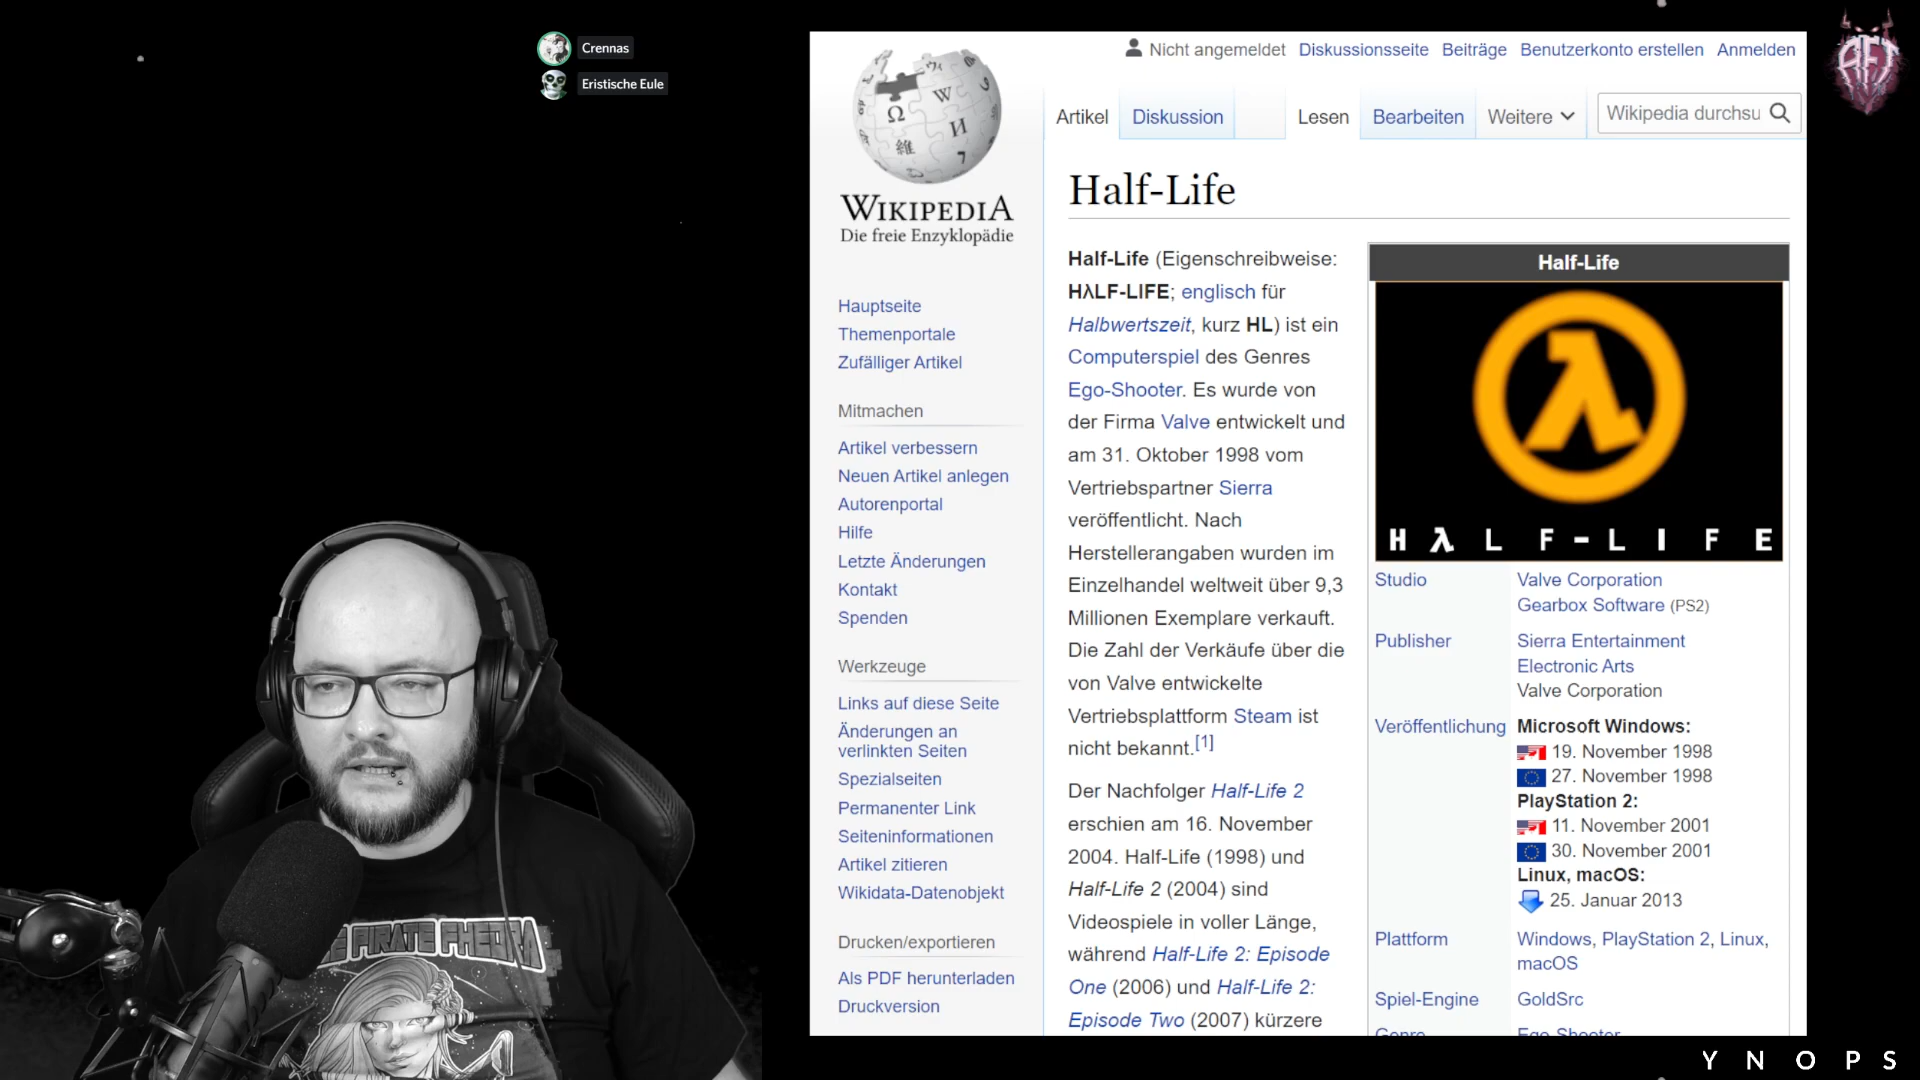 Crennas
Eristische Eule
AFT
WIKIPEDIA
Die freie Enzyklopädie
Hauptseite
Themenportale
Zufälliger Artikel
Mitmachen
Artikel verbessern
Neuen Artikel anlegen
Autorenportal
Hilfe
Letzte Änderungen
Kontakt
Spenden
Werkzeuge
Links auf diese Seite
Änderungen an
verlinkten Seiten
Spezialseiten
Permanenter Link
Seiteninformationen
Artikel zitieren
Wikidata-Datenobjekt
Drucken/exportieren
Als PDF herunterladen
Druckversion
Nicht angemeldet Diskussionsseite Beiträge Benutzerkonto erstellen Anmelden
Artikel Diskussion Lesen Bearbeiten Weitere Wikipedia durchsu
Half-Life
Half-Life (Eigenschreibweise:
HλLF-LIFE; englisch für
Halbwertszeit, kurz HL) ist ein
Computerspiel des Genres
Ego-Shooter. Es wurde von
der Firma Valve entwickelt und
am 31. Oktober 1998 vom
Vertriebspartner Sierra
veröffentlicht. Nach
Herstellerangaben wurden im
Einzelhandel weltweit über 9,3
Millionen Exemplare verkauft.
Die Zahl der Verkäufe über die
von Valve entwickelte
Vertriebsplattform Steam ist
nicht bekannt.[1]
Der Nachfolger Half-Life 2
erschien am 16. November
2004. Half-Life (1998) und
Half-Life 2 (2004) sind
Videospiele in voller Länge,
während Half-Life 2: Episode
One (2006) und Half-Life 2:
Episode Two (2007) kürzere
Half-Life
λ
HλLF-LIFE
Studio Valve Corporation
Gearbox Software (PS2)
Publisher Sierra Entertainment
Electronic Arts
Valve Corporation
Veröffentlichung Microsoft Windows:
19. November 1998
27. November 1998
PlayStation 2:
11. November 2001
30. November 2001
Linux, macOS:
25. Januar 2013
Plattform Windows, PlayStation 2, Linux,
macOS
Spiel-Engine GoldSrc
Genre Ego-Shooter
PIRATE
YNOPS